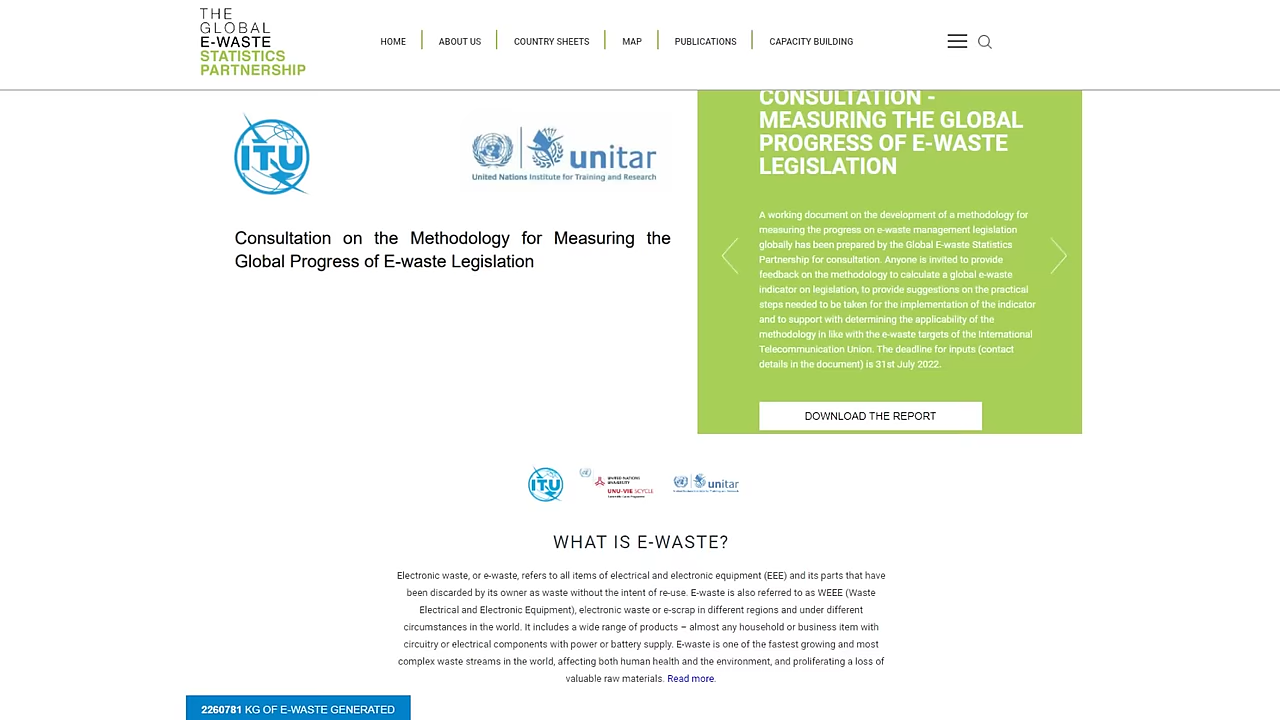 THE
GLOBAL
E-WASTE
STATISTICS
PARTNERSHIP
HOME
ABOUT US
COUNTRY SHEETS
MAP
PUBLICATIONS
CAPACITY BUILDING
ITU
unitar
United Nations Institute for Training and Research
Consultation on the Methodology for Measuring the
Global Progress of E-waste Legislation
CONSULTATION -
MEASURING THE GLOBAL
PROGRESS OF E-WASTE
LEGISLATION
A working document on the development of a methodology for
measuring the progress on e-waste management legislation
globally has been prepared by the Global E-waste Statistics
Partnership for consultation. Anyone is invited to provide
feedback on the methodology to calculate a global e-waste
indicator on legislation, to provide suggestions on the practical
steps needed to be taken for the implementation of the indicator
and to support with determining the applicability of the
methodology in like with the e-waste targets of the International
Telecommunication Union. The deadline for inputs (contact
details in the document) is 31st July 2022.
DOWNLOAD THE REPORT
ITU
UNITED NATIONS
UNIVERSITY
UNU-VIE SCYCLE
unitar
WHAT IS E-WASTE?
Electronic waste, or e-waste, refers to all items of electrical and electronic equipment (EEE) and its parts that have
been discarded by its owner as waste without the intent of re-use. E-waste is also referred to as WEEE (Waste
Electrical and Electronic Equipment), electronic waste or e-scrap in different regions and under different
circumstances in the world. It includes a wide range of products – almost any household or business item with
circuitry or electrical components with power or battery supply. E-waste is one of the fastest growing and most
complex waste streams in the world, affecting both human health and the environment, and proliferating a loss of
valuable raw materials. Read more.
2260781 KG OF E-WASTE GENERATED